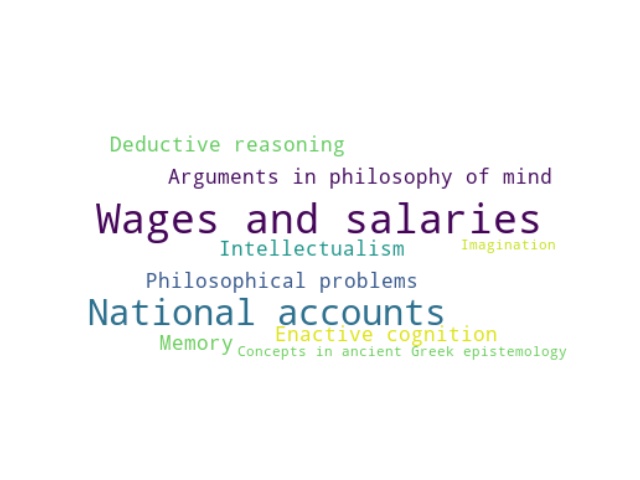 Deductive reasoning
Arguments in philosophy of mind
Wages and salaries
Intellectualism
Imagination
Philosophical problems
National accounts
Enactive cognition
Memory
Concepts in ancient Greek epistemology